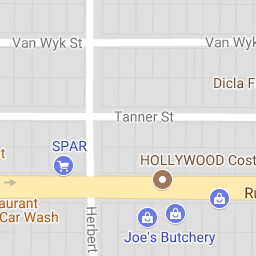 Van Wyk St
Van Wyk
Dicla F
Tanner St
SPAR
t
HOLLYWOOD Cost
Ru
aurant
Car Wash
Herbert
Joe's Butchery